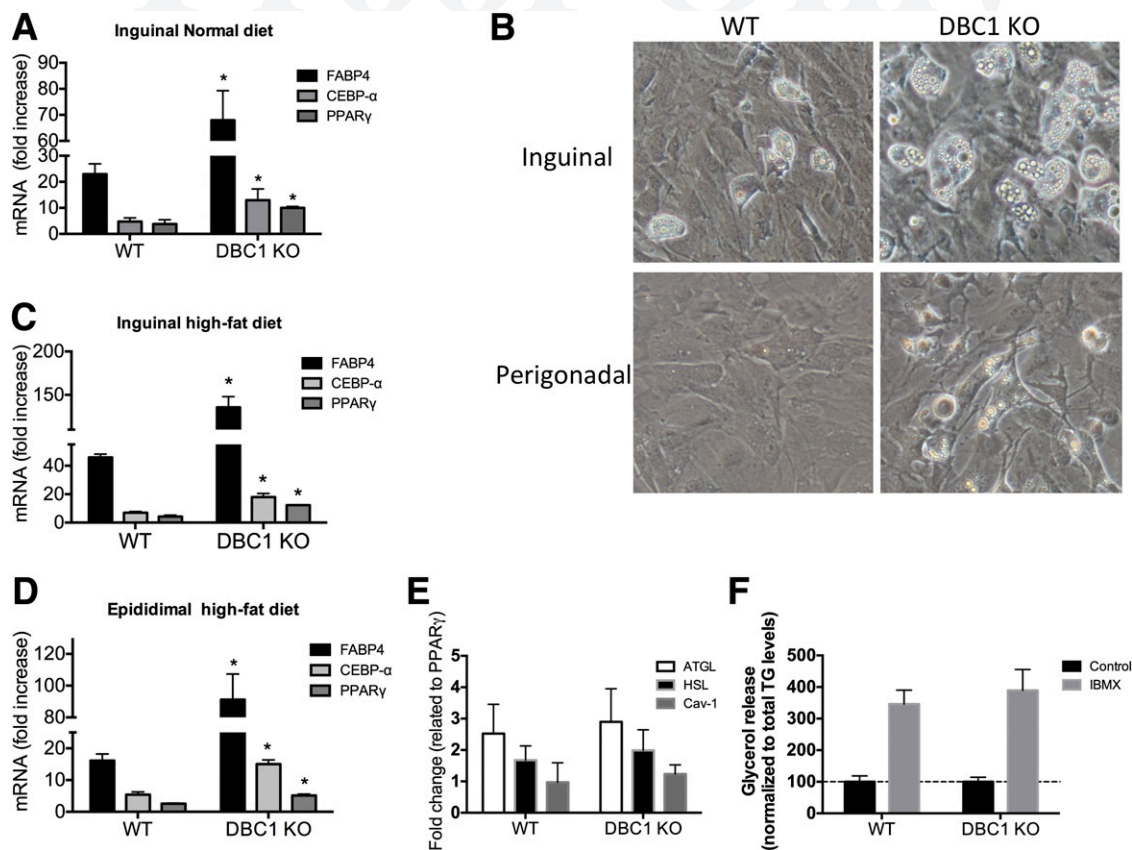 A
Inguinal Normal diet
mRNA (fold increase)
90
80
70
60
30
20
10
0
*
*
*
FABP4
CEBP-α
PPARγ
WT
DBC1 KO
B
WT
DBC1 KO
Inguinal
Perigonadal
C
Inguinal high-fat diet
mRNA (fold increase)
200
150
40
20
0
*
*
*
FABP4
CEBP-α
PPARγ
WT
DBC1 KO
D
Epididimal high-fat diet
mRNA (fold increase)
120
100
80
20
10
0
*
*
*
FABP4
CEBP-α
PPARγ
WT
DBC1 KO
E
Fold change (related to PPARγ)
5
4
3
2
1
0
ATGL
HSL
Cav-1
WT
DBC1 KO
F
Glycerol release
(normalized to total TG levels)
500
400
300
200
100
0
Control
IBMX
WT
DBC1 KO